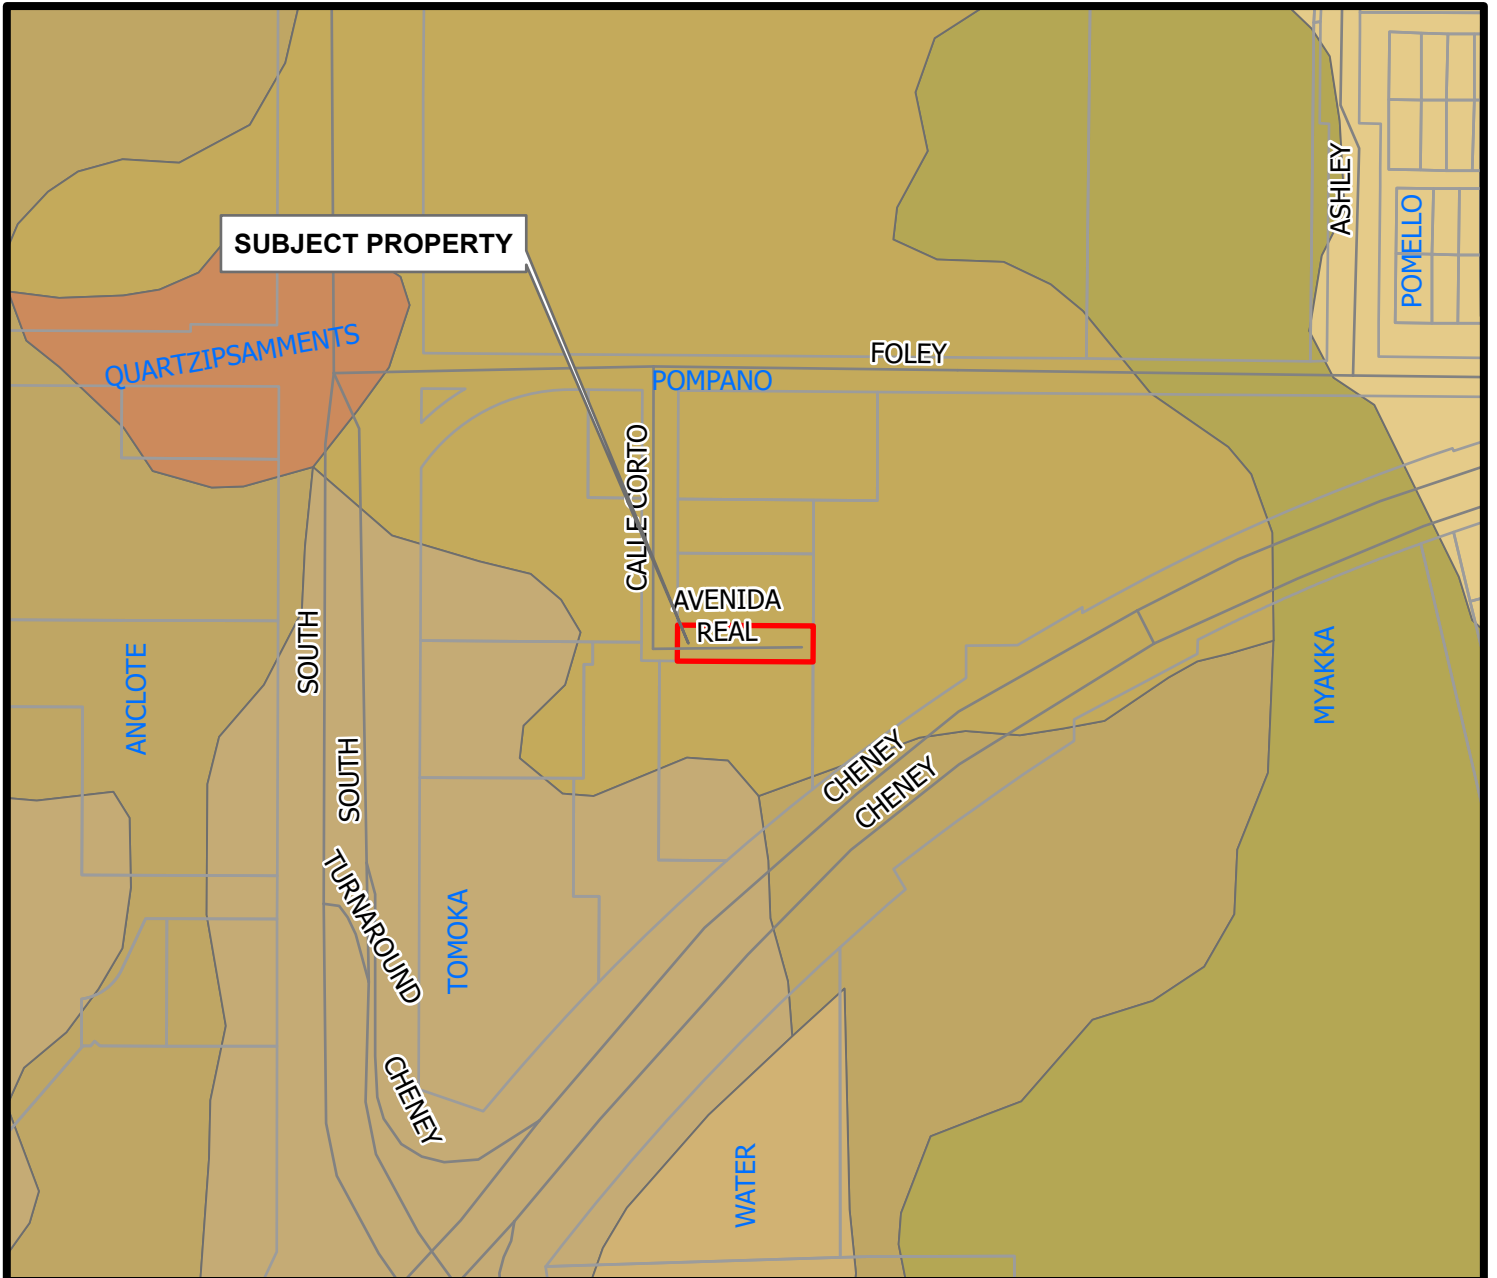 ASHLEY
POMELLO
SUBJECT PROPERTY
QUARTZIPSAMMENTS
FOLEY
POMPANO
CALLE CORTO
AVENIDA
REAL
SOUTH
ANCLOTE
MYAKKA
SOUTH
CHENEY
CHENEY
TURNAROUND
TOMOKA
CHENEY
WATER